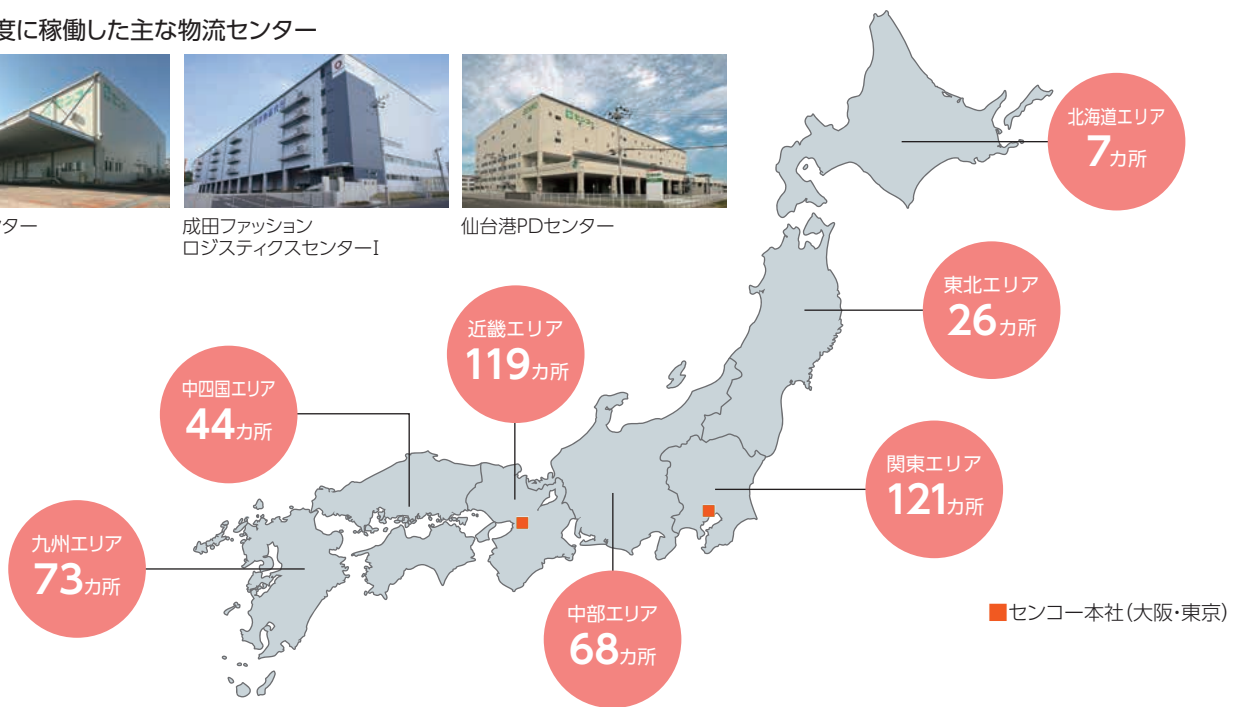 度に稼働した主な物流センター
ター
成田ファッション
ロジスティクスセンターI
仙台港PDセンター
北海道エリア
7カ所
東北エリア
26カ所
近畿エリア
119カ所
中四国エリア
44カ所
関東エリア
121カ所
九州エリア
73カ所
中部エリア
68カ所
■センコー本社(大阪・東京)